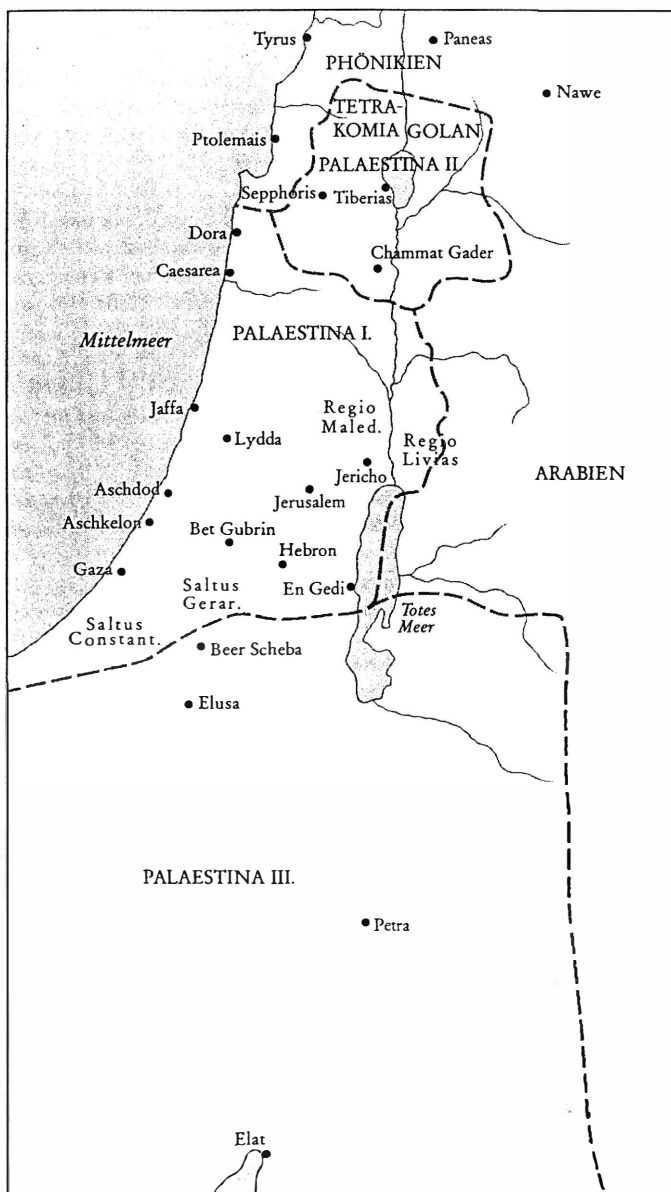 Tyrus
Paneas
PHÖNIKIEN
Nawe
TETRA-
KOMIA GOLAN
Ptolemais
PALAESTINA II.
Sepphoris
Tiberias
Dora
Chammat Gader
Caesarea
Mittelmeer
PALAESTINA I.
Jaffa
Regio
Maled.
Lydda
Regio
Livias
Jericho
ARABIEN
Aschdod
Jerusalem
Aschkelon
Bet Gubrin
Hebron
Gaza
En Gedi
Saltus
Gerar.
Totes
Meer
Saltus
Constant.
Beer Scheba
Elusa
PALAESTINA III.
Petra
Elat